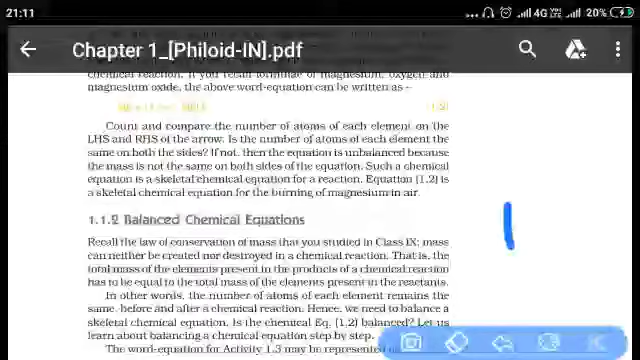 21:11
4G VO LTE 20%
Chapter 1_[Philoid-IN].pdf
chemical reaction. If you recall formulae of magnesium, oxygen and
magnesium oxide, the above word-equation can be written as –
(1.2)
Count and compare the number of atoms of each element on the
LHS and RHS of the arrow. Is the number of atoms of each element the
same on both the sides? If not, then the equation is unbalanced because
the mass is not the same on both sides of the equation. Such a chemical
equation is a skeletal chemical equation for a reaction. Equation (1.2) is
a skeletal chemical equation for the burning of magnesium in air.
1.1.2 Balanced Chemical Equations
Recall the law of conservation of mass that you studied in Class IX; mass
can neither be created nor destroyed in a chemical reaction. That is, the
total mass of the elements present in the products of a chemical reaction
has to be equal to the total mass of the elements present in the reactants.
In other words, the number of atoms of each element remains the
same, before and after a chemical reaction. Hence, we need to balance a
skeletal chemical equation. Is the chemical Eq. (1.2) balanced? Let us
learn about balancing a chemical equation step by step.
The word-equation for Activity 1.3 may be represented